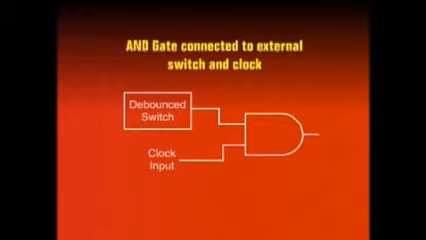 AND Gate connected to external
switch and clock
Debounced
Switch
Clock
Input